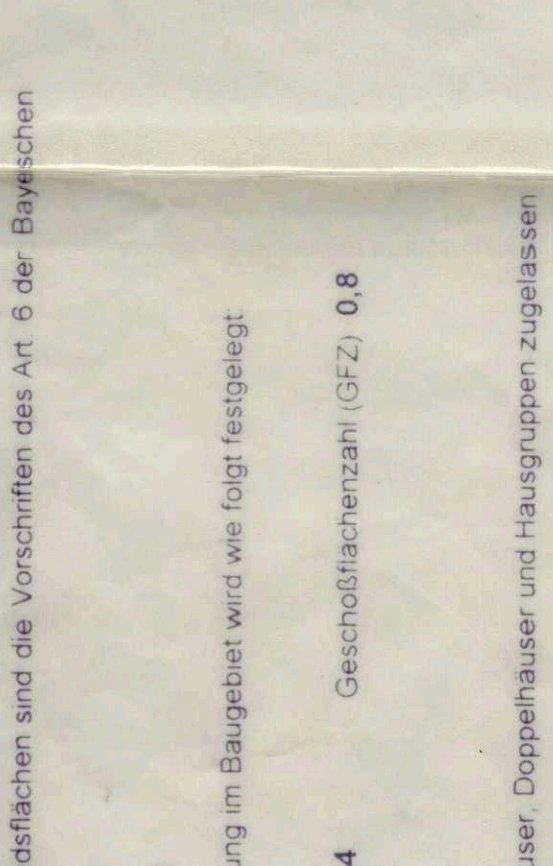 dsflächen sind die Vorschriften des Art. 6 der Bayeschen
ung im Baugebiet wird wie folgt festgelegt:
4 Geschoßflächenzahl (GFZ) 0,8
user, Doppelhäuser und Hausgruppen zugelassen